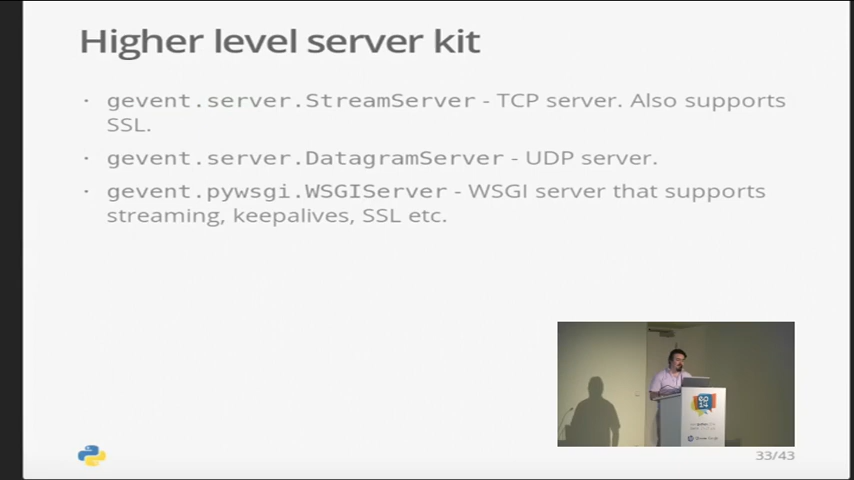 Higher level server kit
· gevent.server.StreamServer - TCP server. Also supports
SSL.
· gevent.server.DatagramServer - UDP server.
· gevent.pywsgi.WSGIServer - WSGI server that supports
streaming, keepalives, SSL etc.
33/43